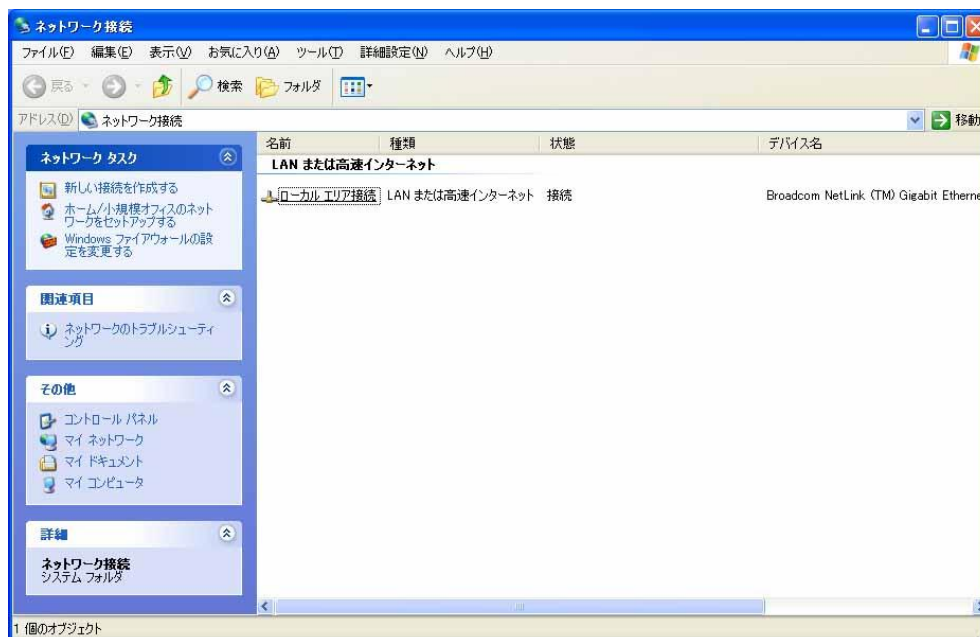 ネットワーク接続
ファイル(F) 編集(E) 表示(V) お気に入り(A) ツール(T) 詳細設定(N) ヘルプ(H)
戻る 検索 フォルダ
アドレス(D) ネットワーク接続 移動
ネットワーク タスク
新しい接続を作成する
ホーム/小規模オフィスのネット
ワークをセットアップする
Windows ファイアウォールの設
定を変更する
関連項目
ネットワークのトラブルシューティ
ング
その他
コントロール パネル
マイ ネットワーク
マイ ドキュメント
マイ コンピュータ
詳細
ネットワーク接続
システム フォルダ
名前 種類 状態 デバイス名
LAN または高速インターネット
ローカル エリア接続 LAN または高速インターネット 接続 Broadcom NetLink (TM) Gigabit Etherne
1 個のオブジェクト